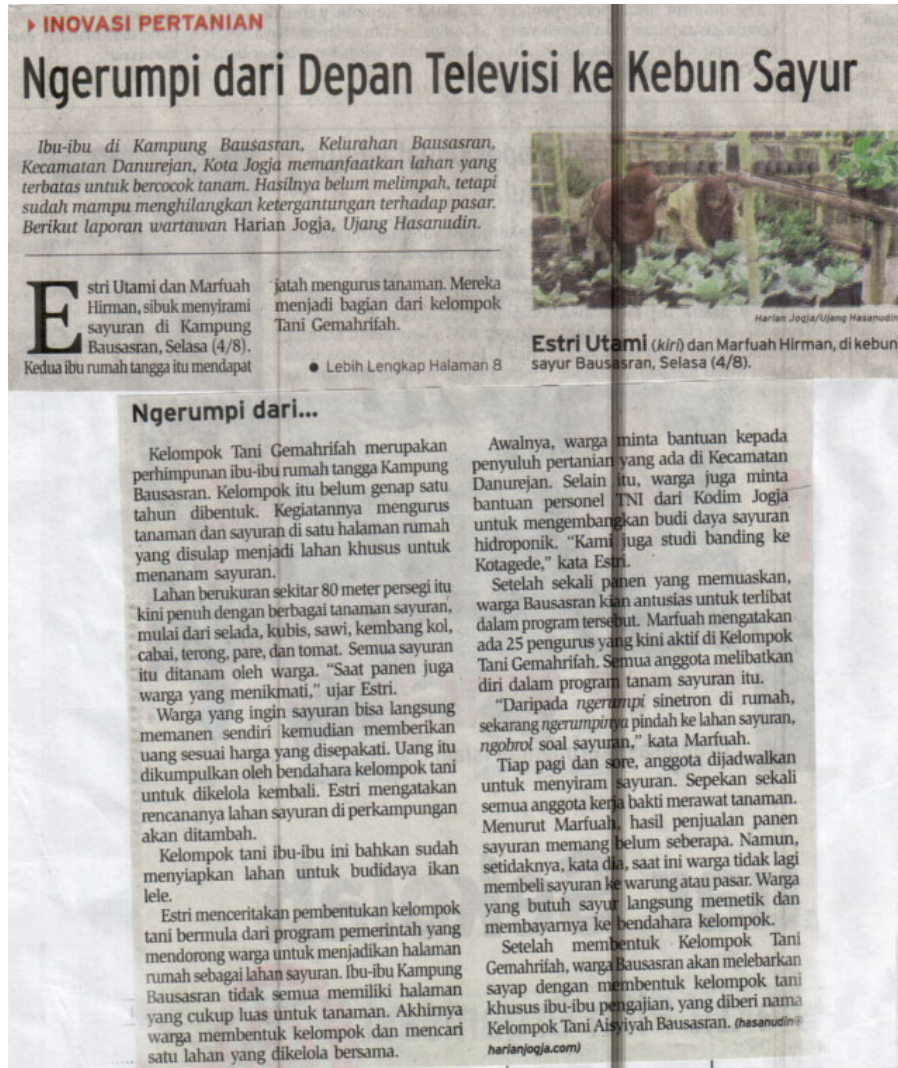 INOVASI PERTANIAN
Ngerumpi dari Depan Televisi ke Kebun Sayur
Ibu-ibu di Kampung Bausasran, Kelurahan Bausasran,
Kecamatan Danurejan, Kota Jogja memanfaatkan lahan yang
terbatas untuk bercocok tanam. Hasilnya belum melimpah, tetapi
sudah mampu menghilangkan ketergantungan terhadap pasar.
Berikut laporan wartawan Harian Jogja, Ujang Hasanudin.
Estri Utami dan Marfuah
Hirman, sibuk menyirami
sayuran di Kampung
Bausasran, Selasa (4/8).
Kedua ibu rumah tangga itu mendapat
jatah mengurus tanaman. Mereka
menjadi bagian dari kelompok
Tani Gemahrifah.
● Lebih Lengkap Halaman 8
Harian Jogja/Ujang Hasanudin
Estri Utami (kiri) dan Marfuah Hirman, di kebun
sayur Bausasran, Selasa (4/8).
Ngerumpi dari...
Kelompok Tani Gemahrifah merupakan
perhimpunan ibu-ibu rumah tangga Kampung
Bausasran. Kelompok itu belum genap satu
tahun dibentuk. Kegiatannya mengurus
tanaman dan sayuran di satu halaman rumah
yang disulap menjadi lahan khusus untuk
menanam sayuran.
Lahan berukuran sekitar 80 meter persegi itu
kini penuh dengan berbagai tanaman sayuran,
mulai dari selada, kubis, sawi, kembang kol,
cabai, terong, pare, dan tomat. Semua sayuran
itu ditanam oleh warga. “Saat panen juga
warga yang menikmati,” ujar Estri.
Warga yang ingin sayuran bisa langsung
memanen sendiri kemudian memberikan
uang sesuai harga yang disepakati. Uang itu
dikumpulkan oleh bendahara kelompok tani
untuk dikelola kembali. Estri mengatakan
rencananya lahan sayuran di perkampungan
akan ditambah.
Kelompok tani ibu-ibu ini bahkan sudah
menyiapkan lahan untuk budidaya ikan
lele.
Estri menceritakan pembentukan kelompok
tani bermula dari program pemerintah yang
mendorong warga untuk menjadikan halaman
rumah sebagai lahan sayuran. Ibu-ibu Kampung
Bausasran tidak semua memiliki halaman
yang cukup luas untuk tanaman. Akhirnya
warga membentuk kelompok dan mencari
satu lahan yang dikelola bersama.
Awalnya, warga minta bantuan kepada
penyuluh pertanian yang ada di Kecamatan
Danurejan. Selain itu, warga juga minta
bantuan personel TNI dari Kodim Jogja
untuk mengembangkan budi daya sayuran
hidroponik. “Kami juga studi banding ke
Kotagede,” kata Estri.
Setelah sekali panen yang memuaskan,
warga Bausasran kian antusias untuk terlibat
dalam program tersebut. Marfuah mengatakan
ada 25 pengurus yang kini aktif di Kelompok
Tani Gemahrifah. Semua anggota melibatkan
diri dalam program tanam sayuran itu.
“Daripada ngerumpi sinetron di rumah,
sekarang ngerumpinya pindah ke lahan sayuran,
ngobrol soal sayuran,” kata Marfuah.
Tiap pagi dan sore, anggota dijadwalkan
untuk menyiram sayuran. Sepekan sekali
semua anggota kerja bakti merawat tanaman.
Menurut Marfuah, hasil penjualan panen
sayuran memang belum seberapa. Namun,
setidaknya, kata dia, saat ini warga tidak lagi
membeli sayuran ke warung atau pasar. Warga
yang butuh sayur langsung memetik dan
membayarnya ke bendahara kelompok.
Setelah membentuk Kelompok Tani
Gemahrifah, warga Bausasran akan melebarkan
sayap dengan membentuk kelompok tani
khusus ibu-ibu pengajian, yang diberi nama
Kelompok Tani Aisyiyah Bausasran. (hasanudin@
harianjogja.com)